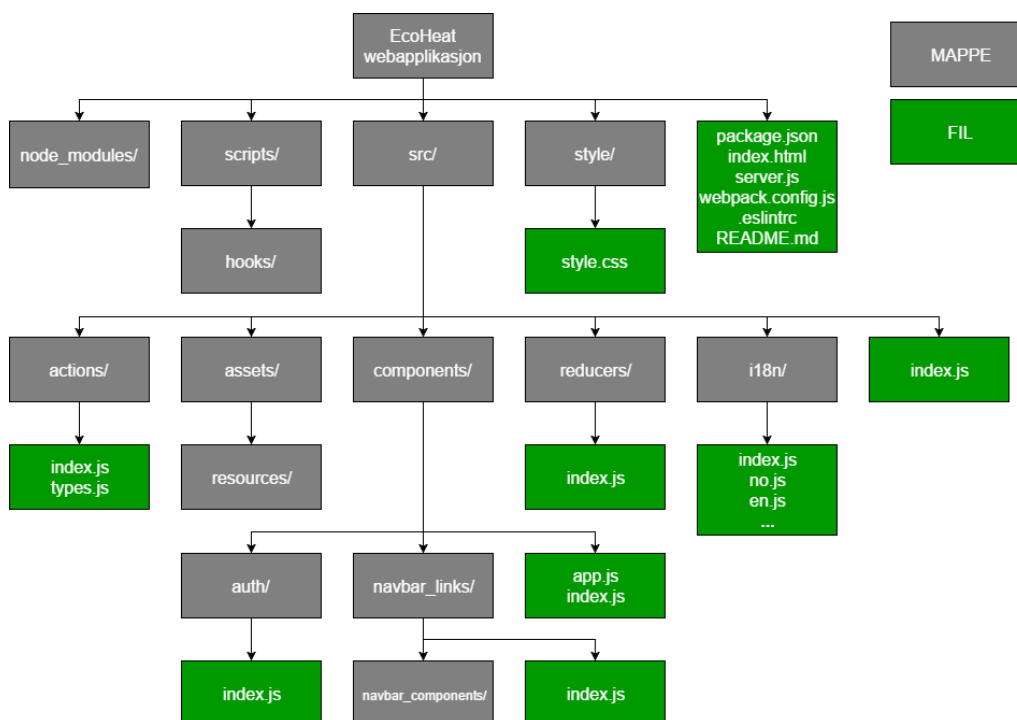 EcoHeat
webapplikasjon
MAPPE
FIL
node_modules/
scripts/
src/
style/
package.json
index.html
server.js
webpack.config.js
.eslintrc
README.md
hooks/
style.css
actions/
assets/
components/
reducers/
i18n/
index.js
index.js
types.js
resources/
index.js
index.js
no.js
en.js
...
auth/
navbar_links/
app.js
index.js
index.js
navbar_components/
index.js